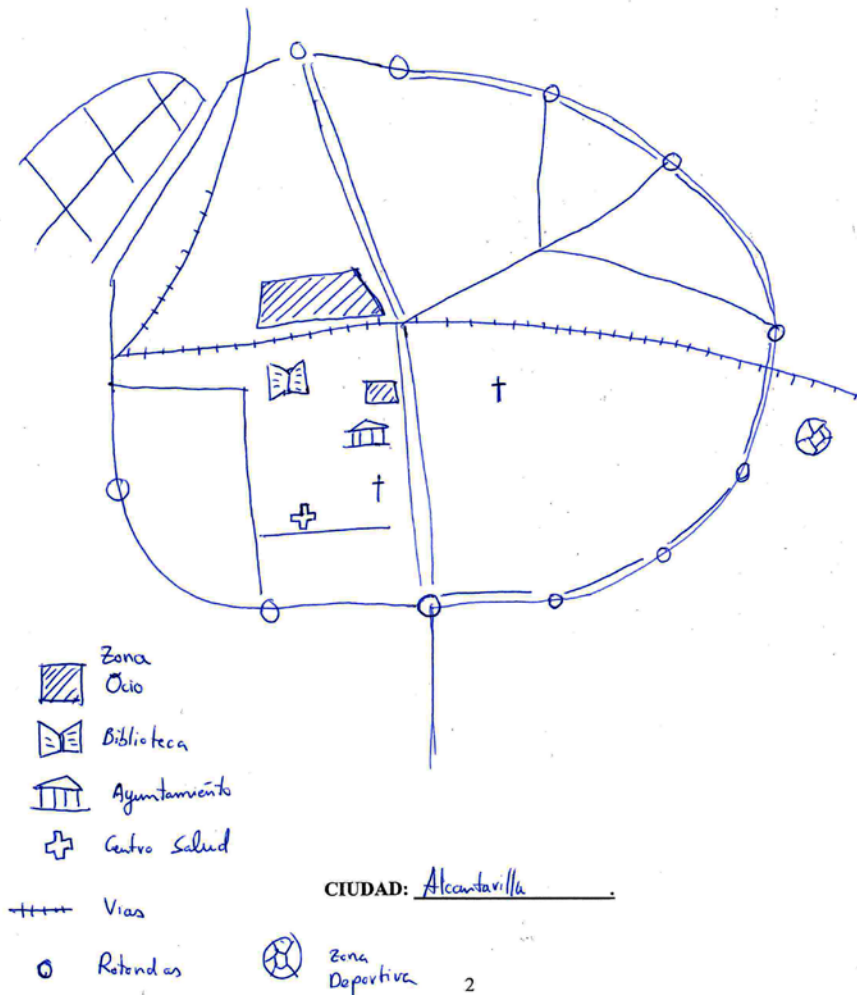 Zona
Ocio
Biblioteca
Ayuntamiento
Centro Salud
CIUDAD: Alcantarilla.
Vias
Rotondas
Zona
Deportiva
2